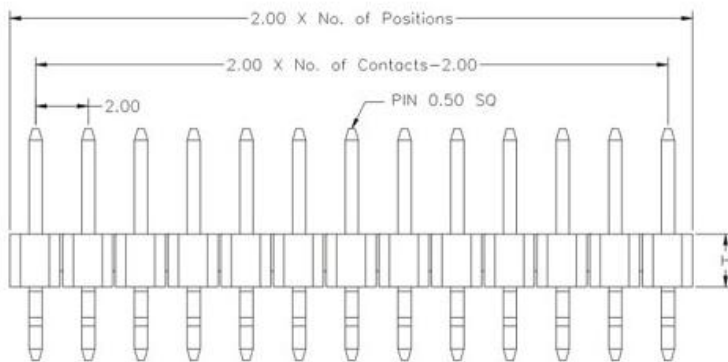 2.00 X No. of Positions
2.00 X No. of Contacts-2.00
2.00
PIN 0.50 SQ
H